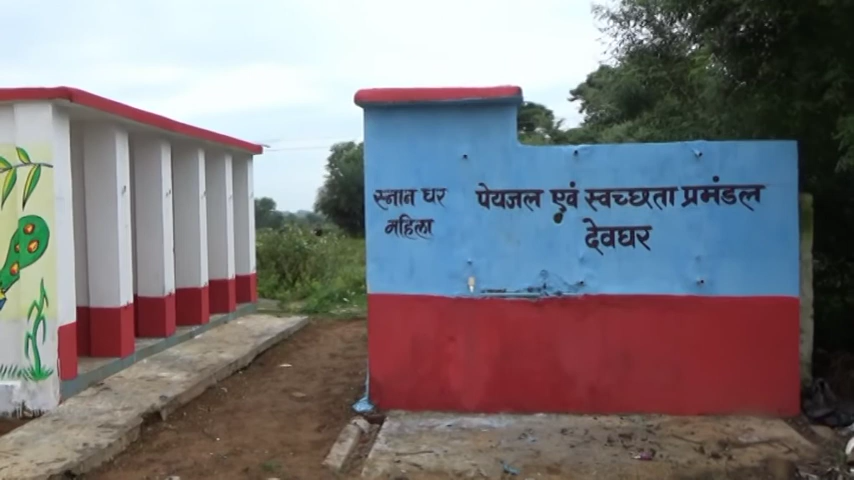 स्नान घर
महिला
पेयजल एवं स्वच्छता प्रमंडल
देवघर